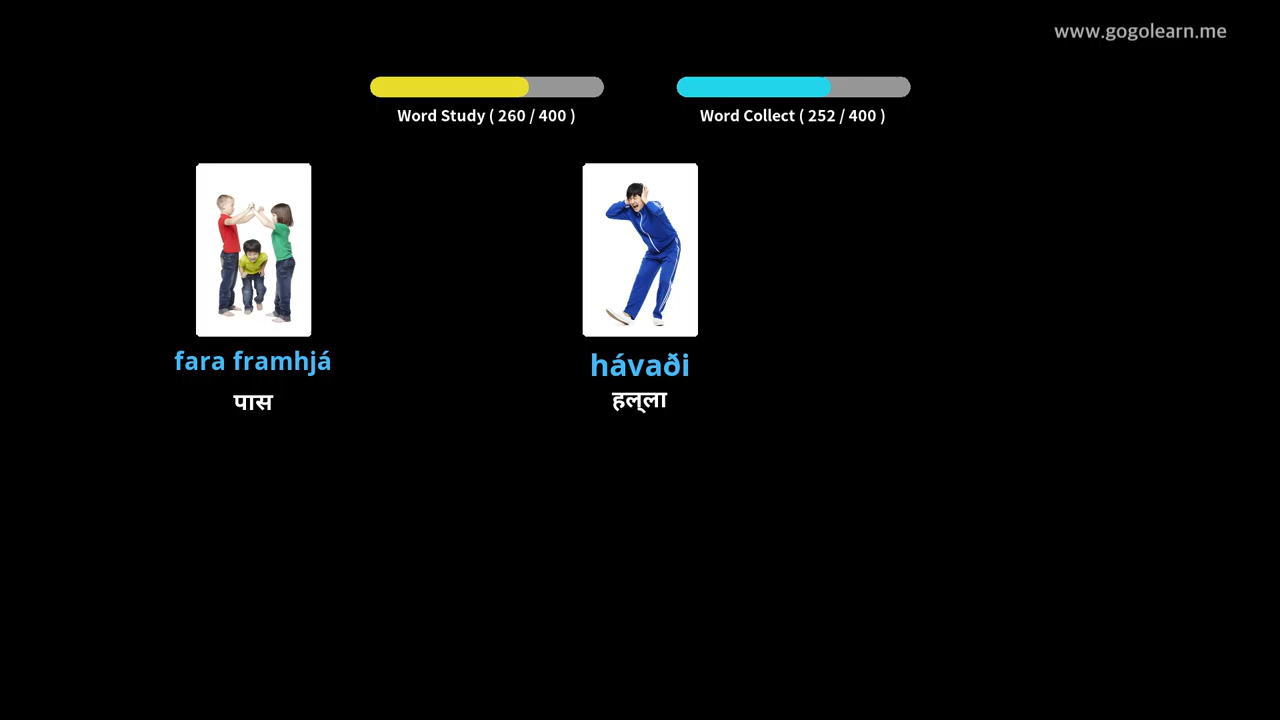 www.gogolearn.me
Word Study ( 260 / 400 )
Word Collect ( 252 / 400 )
fara framhjá
पास
hávaði
हल्ला